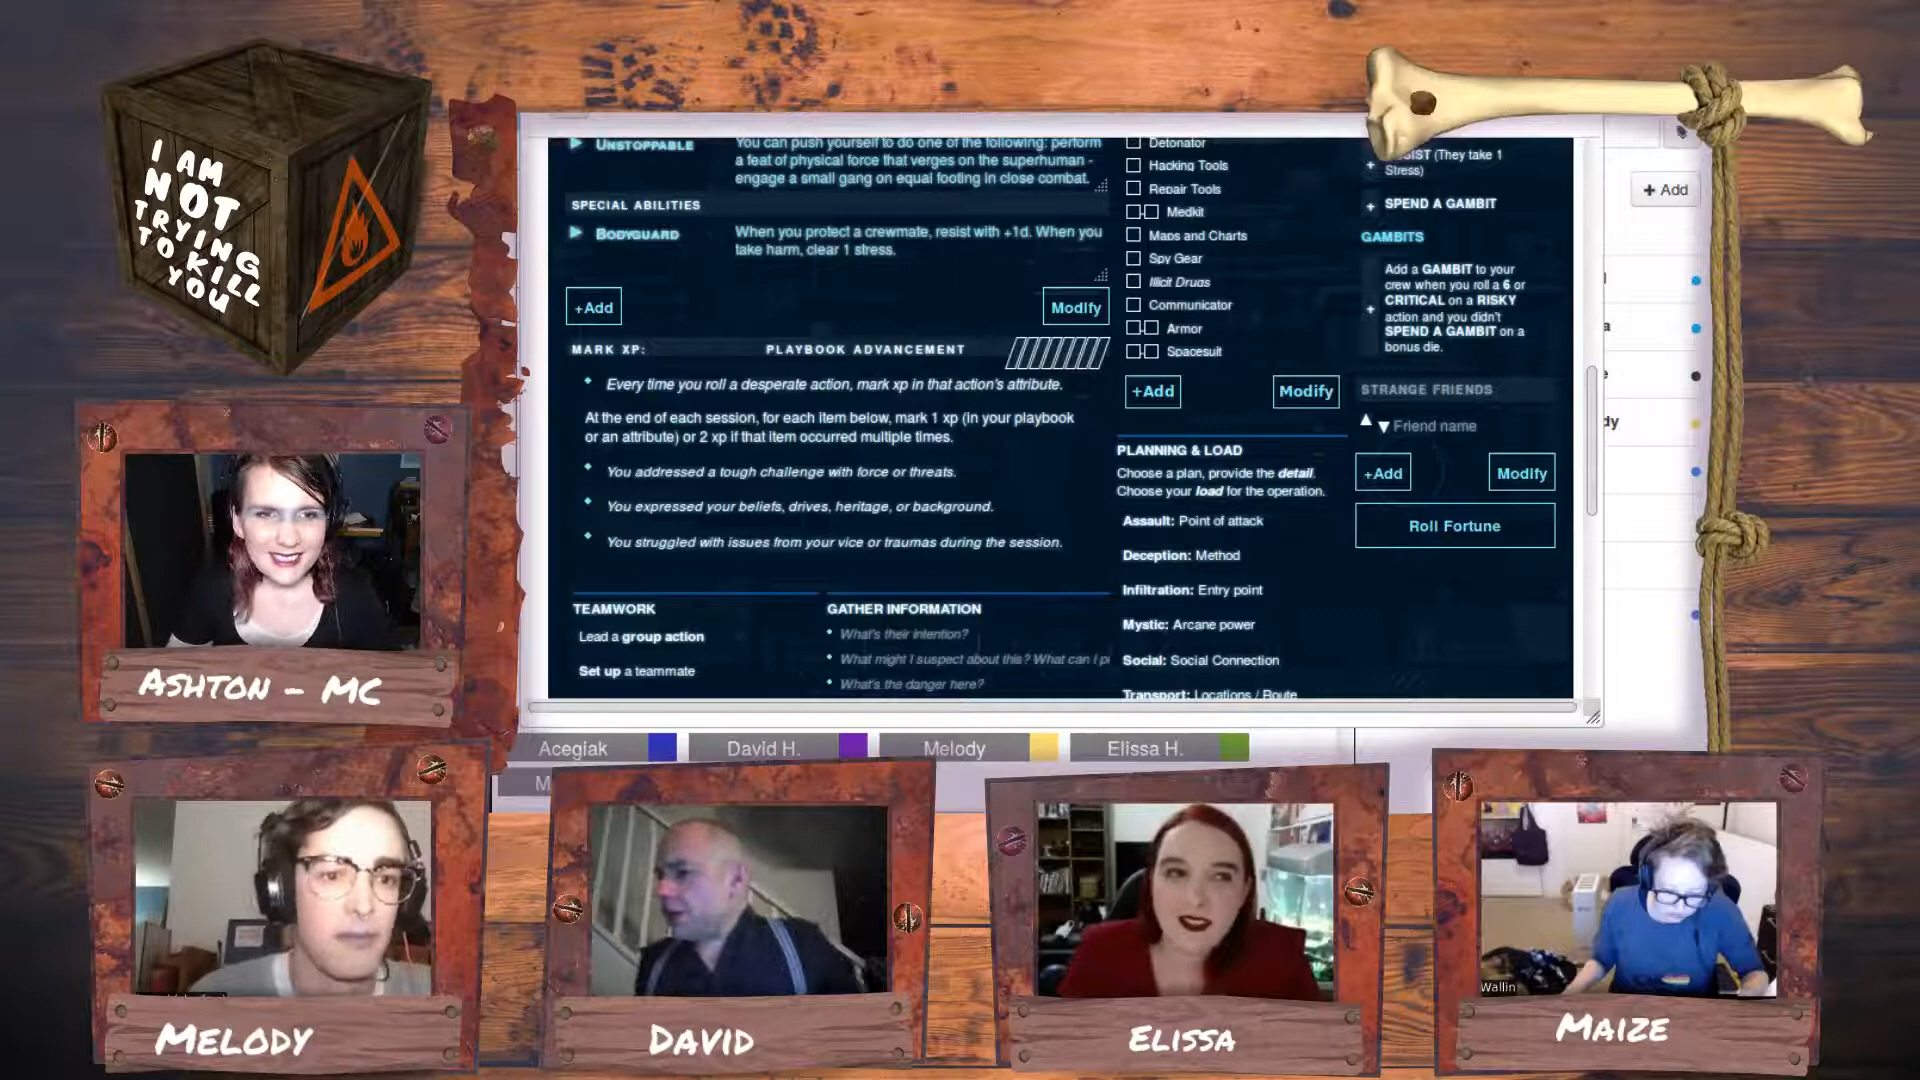 I AM
NOT
TRYING
TO KILL
YOU
UNSTOPPABLE
You can push yourself to do one of the following: perform
a feat of physical force that verges on the superhuman -
engage a small gang on equal footing in close combat.
SPECIAL ABILITIES
BODYGUARD
When you protect a crewmate, resist with +1d. When you
take harm, clear 1 stress.
+Add
Modify
MARK XP:
PLAYBOOK ADVANCEMENT
Every time you roll a desperate action, mark xp in that action's attribute.
At the end of each session, for each item below, mark 1 xp (in your playbook
or an attribute) or 2 xp if that item occurred multiple times.
You addressed a tough challenge with force or threats.
You expressed your beliefs, drives, heritage, or background.
You struggled with issues from your vice or traumas during the session.
TEAMWORK
Lead a group action
Set up a teammate
GATHER INFORMATION
What's their intention?
What might I suspect about this? What can I
What's the danger here?
Detonator
Hacking Tools
Repair Tools
Medkit
Maps and Charts
Spy Gear
Illicit Drugs
Communicator
Armor
Spacesuit
+Add
Modify
PLANNING & LOAD
Choose a plan, provide the detail.
Choose your load for the operation.
Assault: Point of attack
Deception: Method
Infiltration: Entry point
Mystic: Arcane power
Social: Social Connection
Transport: Locations / Route
(They take 1
Stress)
+ SPEND A GAMBIT
GAMBITS
Add a GAMBIT to your
crew when you roll a 6 or
+ CRITICAL on a RISKY
action and you didn't
SPEND A GAMBIT on a
bonus die.
STRANGE FRIENDS
Friend name
+Add
Modify
Roll Fortune
+ Add
Acegiak
David H.
Melody
Elissa H.
ASHTON - MC
MELODY
DAVID
ELISSA
Wallin
MAIZE